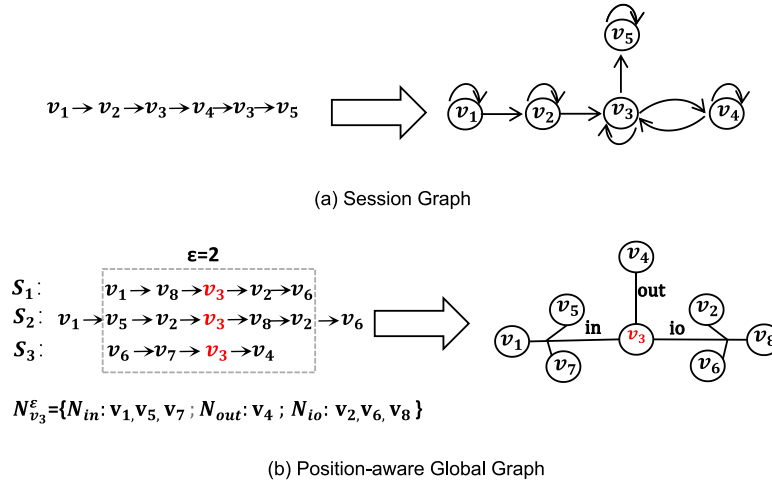 v₅
v₁ → v₂ → v₃ → v₄ → v₃ → v₅
v₁ v₂ v₃ v₄
(a) Session Graph
ε=2
S₁: v₁ → v₈ → v₃ → v₂ → v₆
S₂: v₁ → v₅ → v₂ → v₃ → v₈ → v₂ → v₆
S₃: v₆ → v₇ → v₃ → v₄
v₄
out
v₅ v₂
in io
v₁ v₃ v₈
v₇ v₆
N^ε_v₃={N_in: v₁,v₅, v₇ ; N_out: v₄ ; N_io: v₂,v₆, v₈ }
(b) Position-aware Global Graph